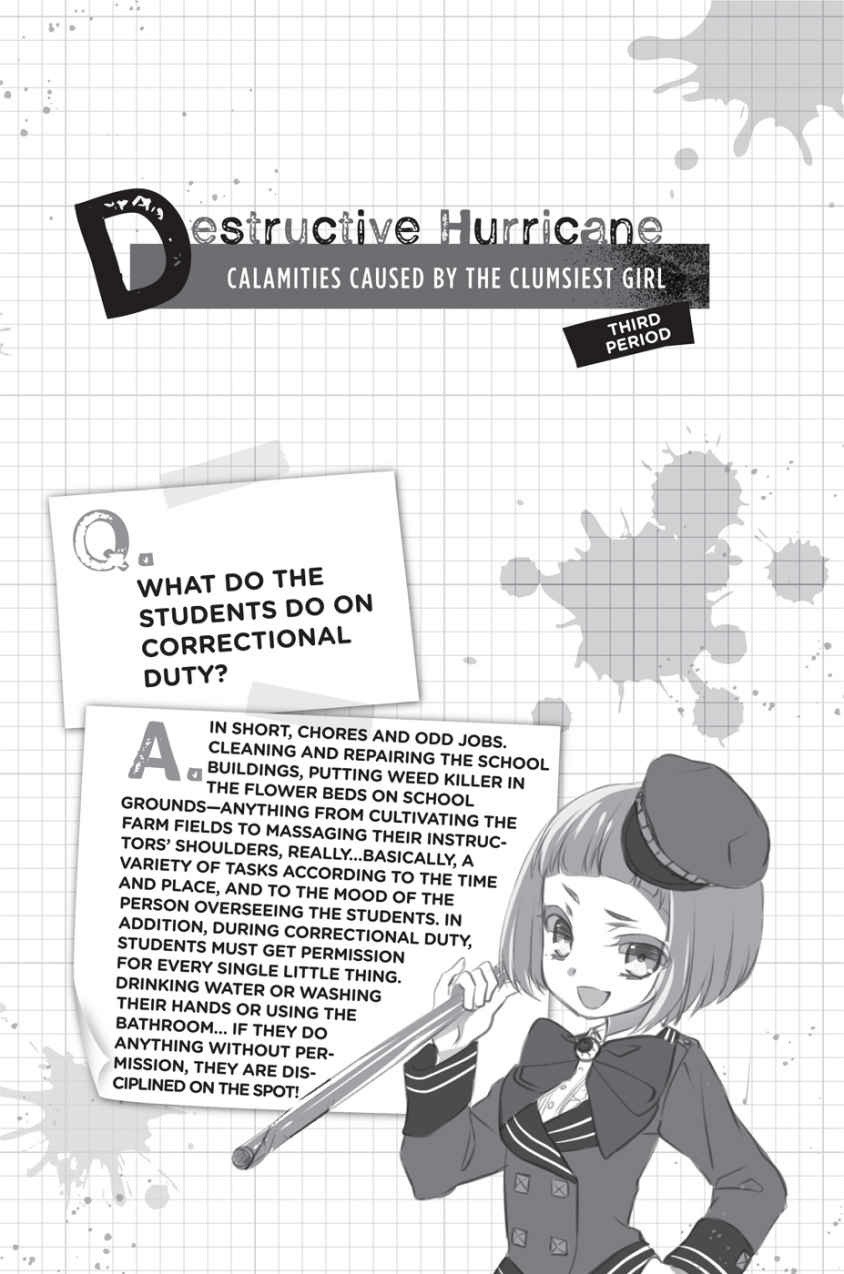 Destructive Hurricane
CALAMITIES CAUSED BY THE CLUMSIEST GIRL
THIRD
PERIOD
Q.
WHAT DO THE
STUDENTS DO ON
CORRECTIONAL
DUTY?
A.
IN SHORT, CHORES AND ODD JOBS.
CLEANING AND REPAIRING THE SCHOOL
BUILDINGS, PUTTING WEED KILLER IN
THE FLOWER BEDS ON SCHOOL
GROUNDS—ANYTHING FROM CULTIVATING THE
FARM FIELDS TO MASSAGING THEIR INSTRUC-
TORS' SHOULDERS, REALLY...BASICALLY, A
VARIETY OF TASKS ACCORDING TO THE TIME
AND PLACE, AND TO THE MOOD OF THE
PERSON OVERSEEING THE STUDENTS. IN
ADDITION, DURING CORRECTIONAL DUTY,
STUDENTS MUST GET PERMISSION
FOR EVERY SINGLE LITTLE THING.
DRINKING WATER OR WASHING
THEIR HANDS OR USING THE
BATHROOM... IF THEY DO
ANYTHING WITHOUT PER-
MISSION, THEY ARE DIS-
CIPLINED ON THE SPOT!